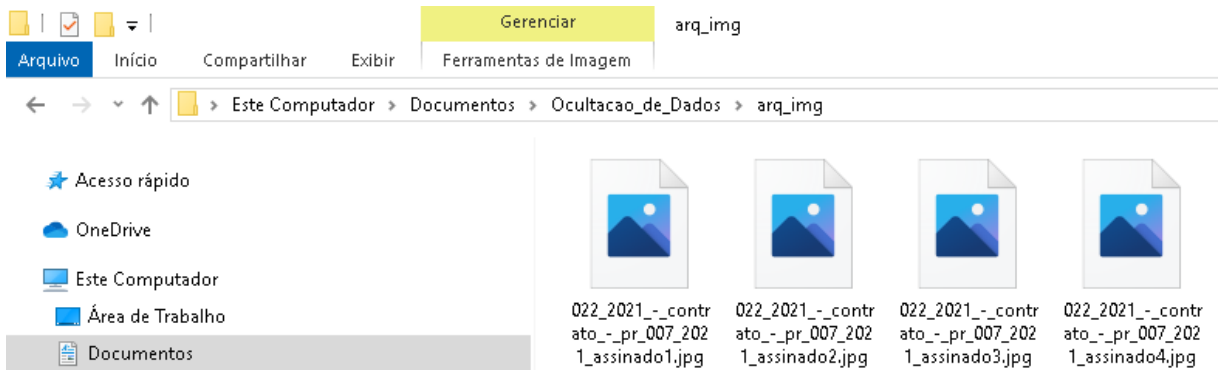 Gerenciar
arq_img
Arquivo Início Compartilhar Exibir Ferramentas de Imagem
Este Computador > Documentos > Ocultacao_de_Dados > arq_img
Acesso rápido
OneDrive
Este Computador
Área de Trabalho
Documentos
022_2021_-_contr
ato_-_pr_007_202
1_assinado1.jpg
022_2021_-_contr
ato_-_pr_007_202
1_assinado2.jpg
022_2021_-_contr
ato_-_pr_007_202
1_assinado3.jpg
022_2021_-_contr
ato_-_pr_007_202
1_assinado4.jpg